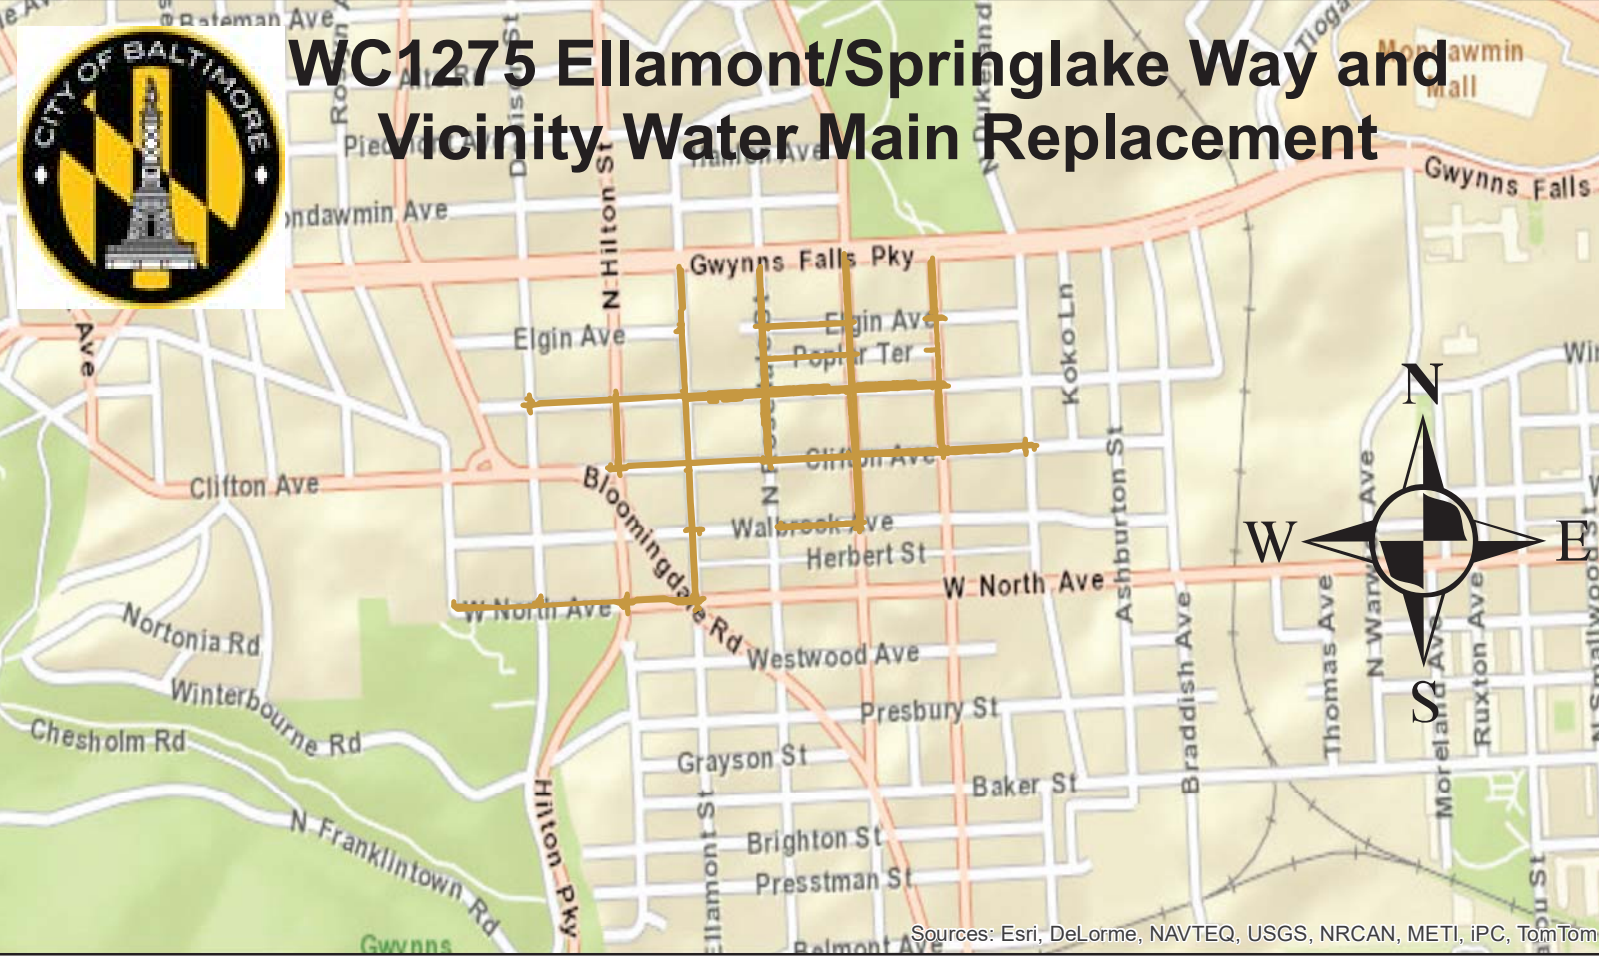 WC1275 Ellamont/Springlake Way and
Vicinity Water Main Replacement
CITY OF BALTIMORE
Bateman Ave
Mondawmin
Mall
Tioga
Gwynns Falls
Gwynns Falls Pky
N Hilton St
Elgin Ave
Elgin Ave
Poplar Ter
Koko Ln
Ave
Clifton Ave
Clifton Ave
Bloomingdale Rd
Walbrook Ave
Herbert St
W North Ave
W North Ave
Ashburton St
N
W
E
S
Nortonia Rd
Winterbourne Rd
Chesholm Rd
N Franklintown Rd
Hilton Pky
Westwood Ave
Presbury St
Grayson St
Baker St
Brighton St
Presstman St
Ellamont St
Belmont Ave
Braddish Ave
Thomas Ave
Moreland Ave
Ruxton Ave
N Smallwood St
Gwynns
Sources: Esri, DeLorme, NAVTEQ, USGS, NRCAN, METI, iPC, TomTom